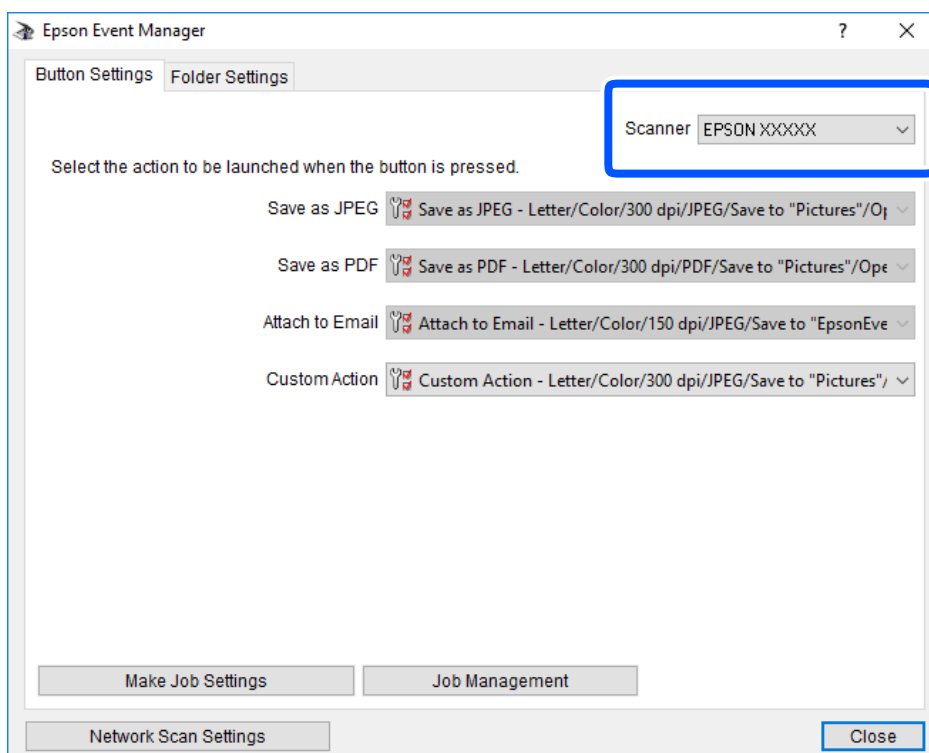 Epson Event Manager
?
Button Settings Folder Settings
Scanner EPSON XXXXX
Select the action to be launched when the button is pressed.
Save as JPEG Save as JPEG - Letter/Color/300 dpi/JPEG/Save to "Pictures"/
Save as PDF Save as PDF - Letter/Color/300 dpi/PDF/Save to "Pictures"/Ope
Attach to Email Attach to Email - Letter/Color/150 dpi/JPEG/Save to "EpsonEve
Custom Action Custom Action - Letter/Color/300 dpi/JPEG/Save to "Pictures"/
Make Job Settings Job Management
Network Scan Settings Close